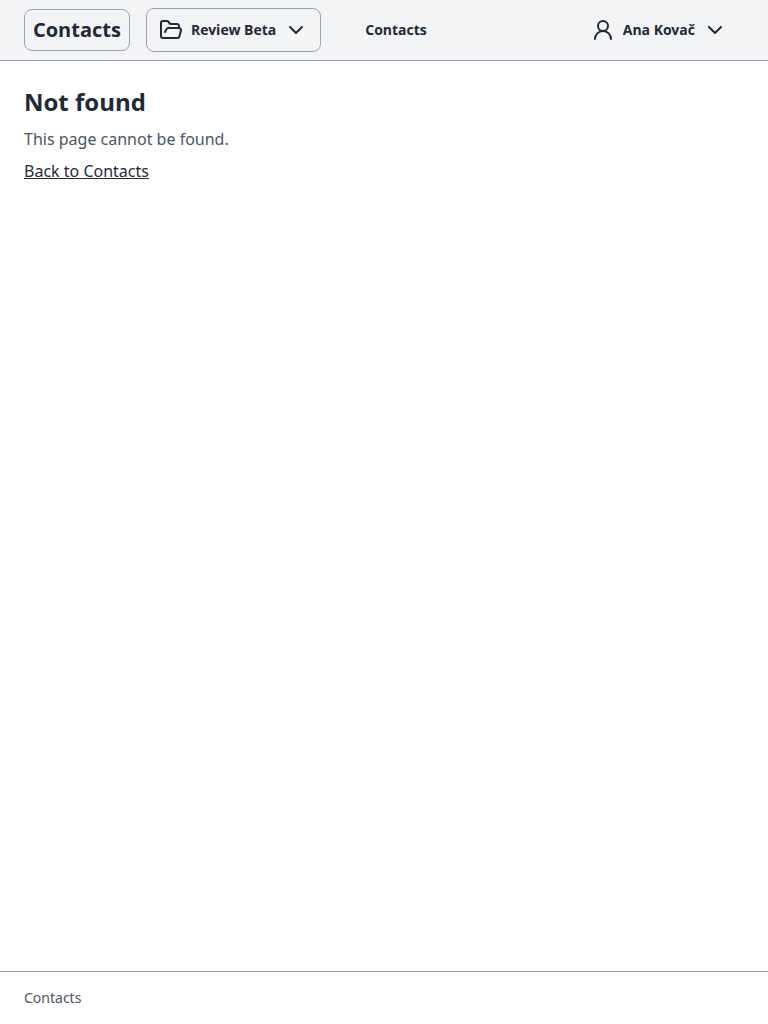 Contacts
Review Beta
Contacts
Ana Kovač
Not found
This page cannot be found.
Back to Contacts
Contacts